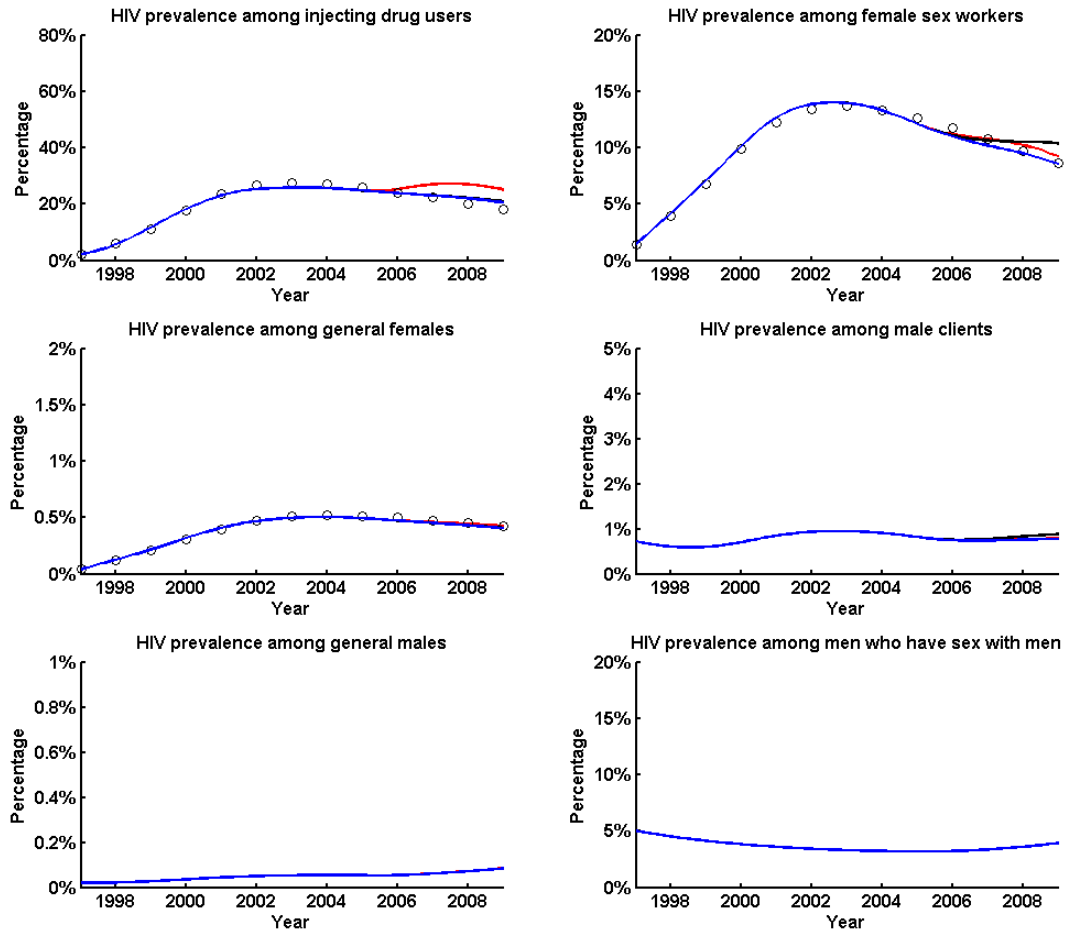 HIV prevalence among injecting drug users
80%
60%
40%
20%
0%
Percentage
1998 2000 2002 2004 2006 2008
Year
HIV prevalence among female sex workers
20%
15%
10%
5%
0%
Percentage
1998 2000 2002 2004 2006 2008
Year
HIV prevalence among general females
2%
1.5%
1%
0.5%
0%
Percentage
1998 2000 2002 2004 2006 2008
Year
HIV prevalence among male clients
5%
4%
3%
2%
1%
0%
Percentage
1998 2000 2002 2004 2006 2008
Year
HIV prevalence among general males
1%
0.8%
0.6%
0.4%
0.2%
0%
Percentage
1998 2000 2002 2004 2006 2008
Year
HIV prevalence among men who have sex with men
20%
15%
10%
5%
0%
Percentage
1998 2000 2002 2004 2006 2008
Year